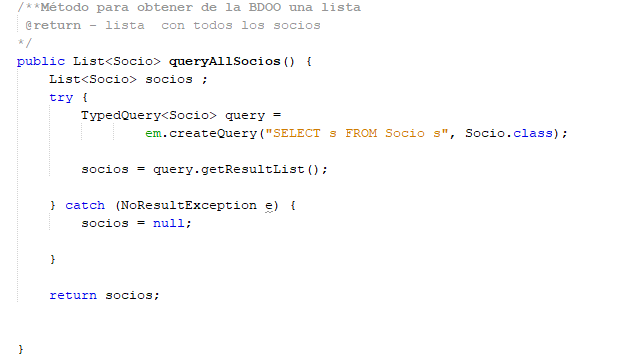 /**Método para obtener de la BDOO una lista
@return - lista  con todos los socios
*/
public List<Socio> queryAllSocios() {
List<Socio> socios ;
try {
TypedQuery<Socio> query =
em.createQuery("SELECT s FROM Socio s", Socio.class);
socios = query.getResultList();
} catch (NoResultException e) {
socios = null;
}
return socios;
}